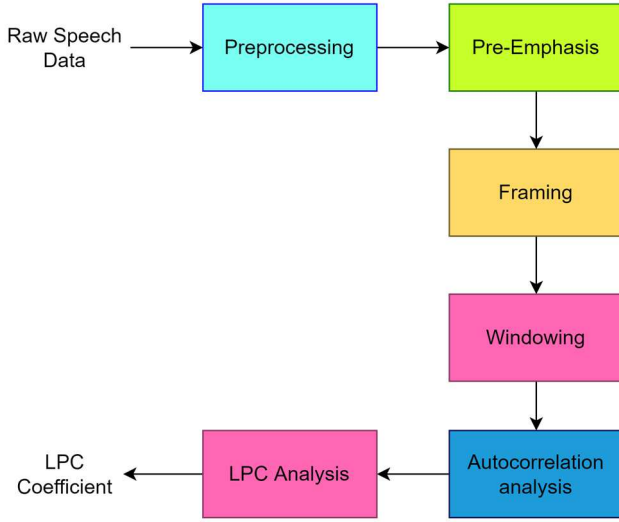 Raw Speech
Data
Preprocessing
Pre-Emphasis
Framing
Windowing
Autocorrelation
analysis
LPC Analysis
LPC
Coefficient